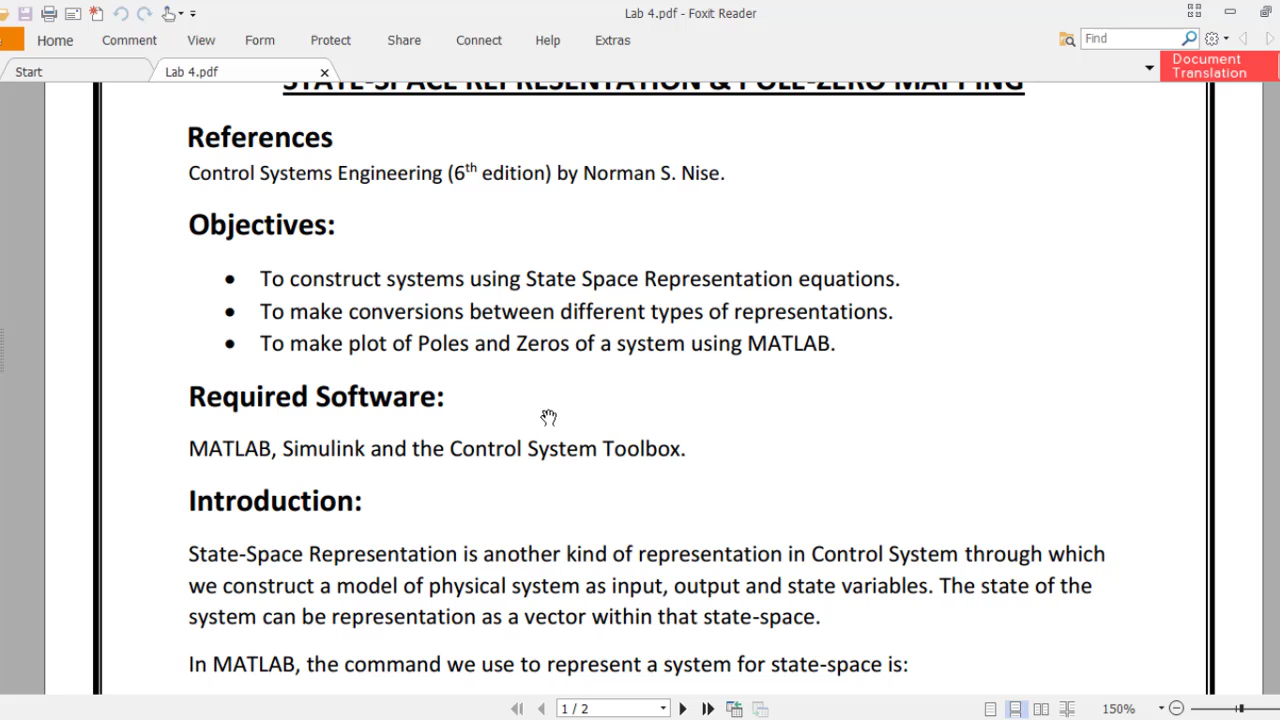 Lab 4.pdf - Foxit Reader
Home Comment View Form Protect Share Connect Help Extras
Find
Start
Lab 4.pdf
Document
Translation
STATE-SPACE REPRESENTATION & POLE-ZERO MAPPING
References
Control Systems Engineering (6th edition) by Norman S. Nise.
Objectives:
• To construct systems using State Space Representation equations.
• To make conversions between different types of representations.
• To make plot of Poles and Zeros of a system using MATLAB.
Required Software:
MATLAB, Simulink and the Control System Toolbox.
Introduction:
State-Space Representation is another kind of representation in Control System through which
we construct a model of physical system as input, output and state variables. The state of the
system can be representation as a vector within that state-space.
In MATLAB, the command we use to represent a system for state-space is:
1 / 2
150%